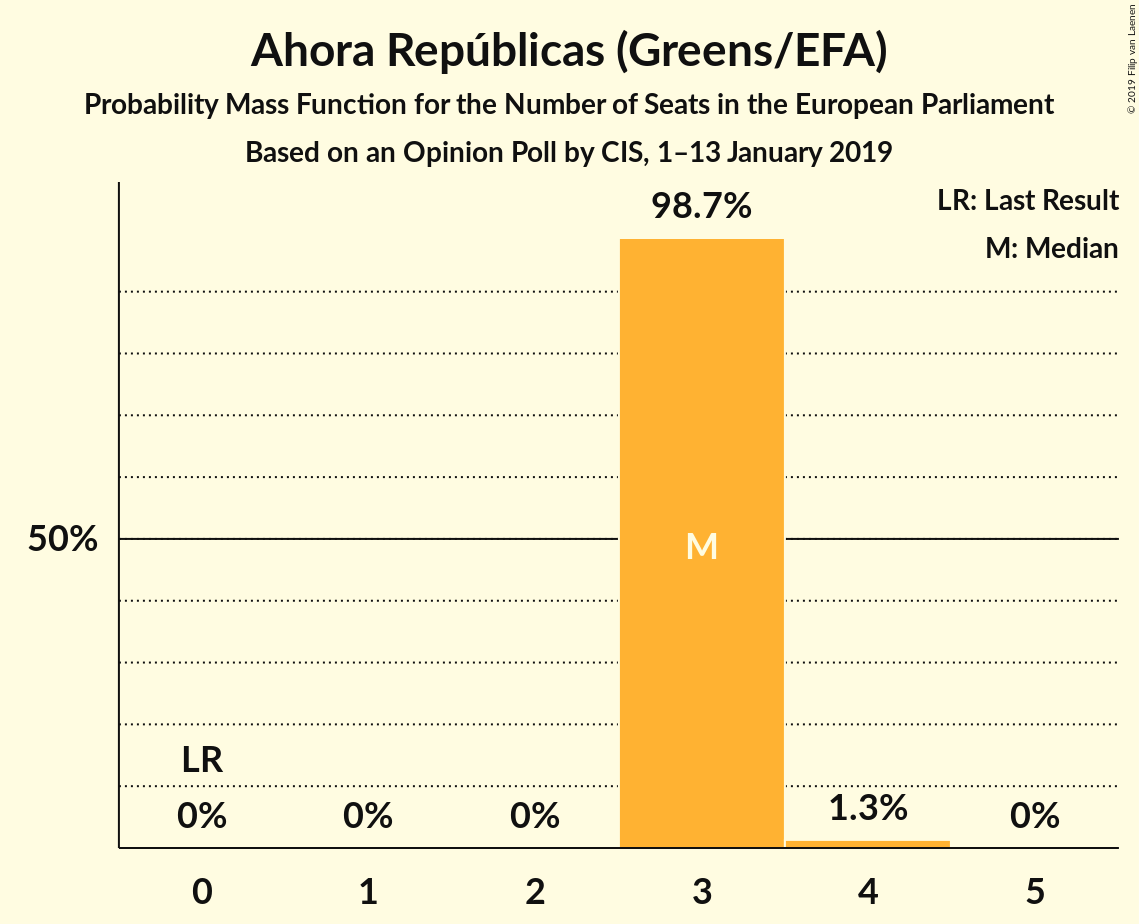 Ahora Repúblicas (Greens/EFA)
Probability Mass Function for the Number of Seats in the European Parliament
Based on an Opinion Poll by CIS, 1–13 January 2019
© 2019 Filip van Laenen
LR: Last Result
M: Median
98.7%
50%
M
LR
0%
0%
0%
1.3%
0%
0
1
2
3
4
5